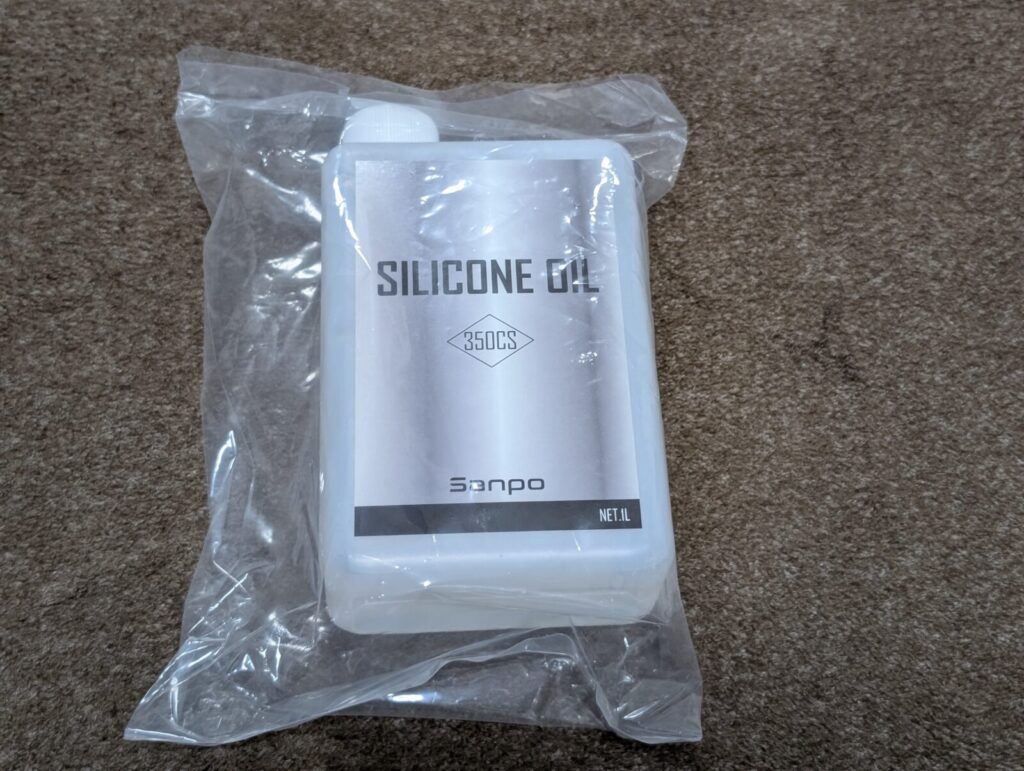 SILICONE OIL
350CS
Sanpo
NET.1L